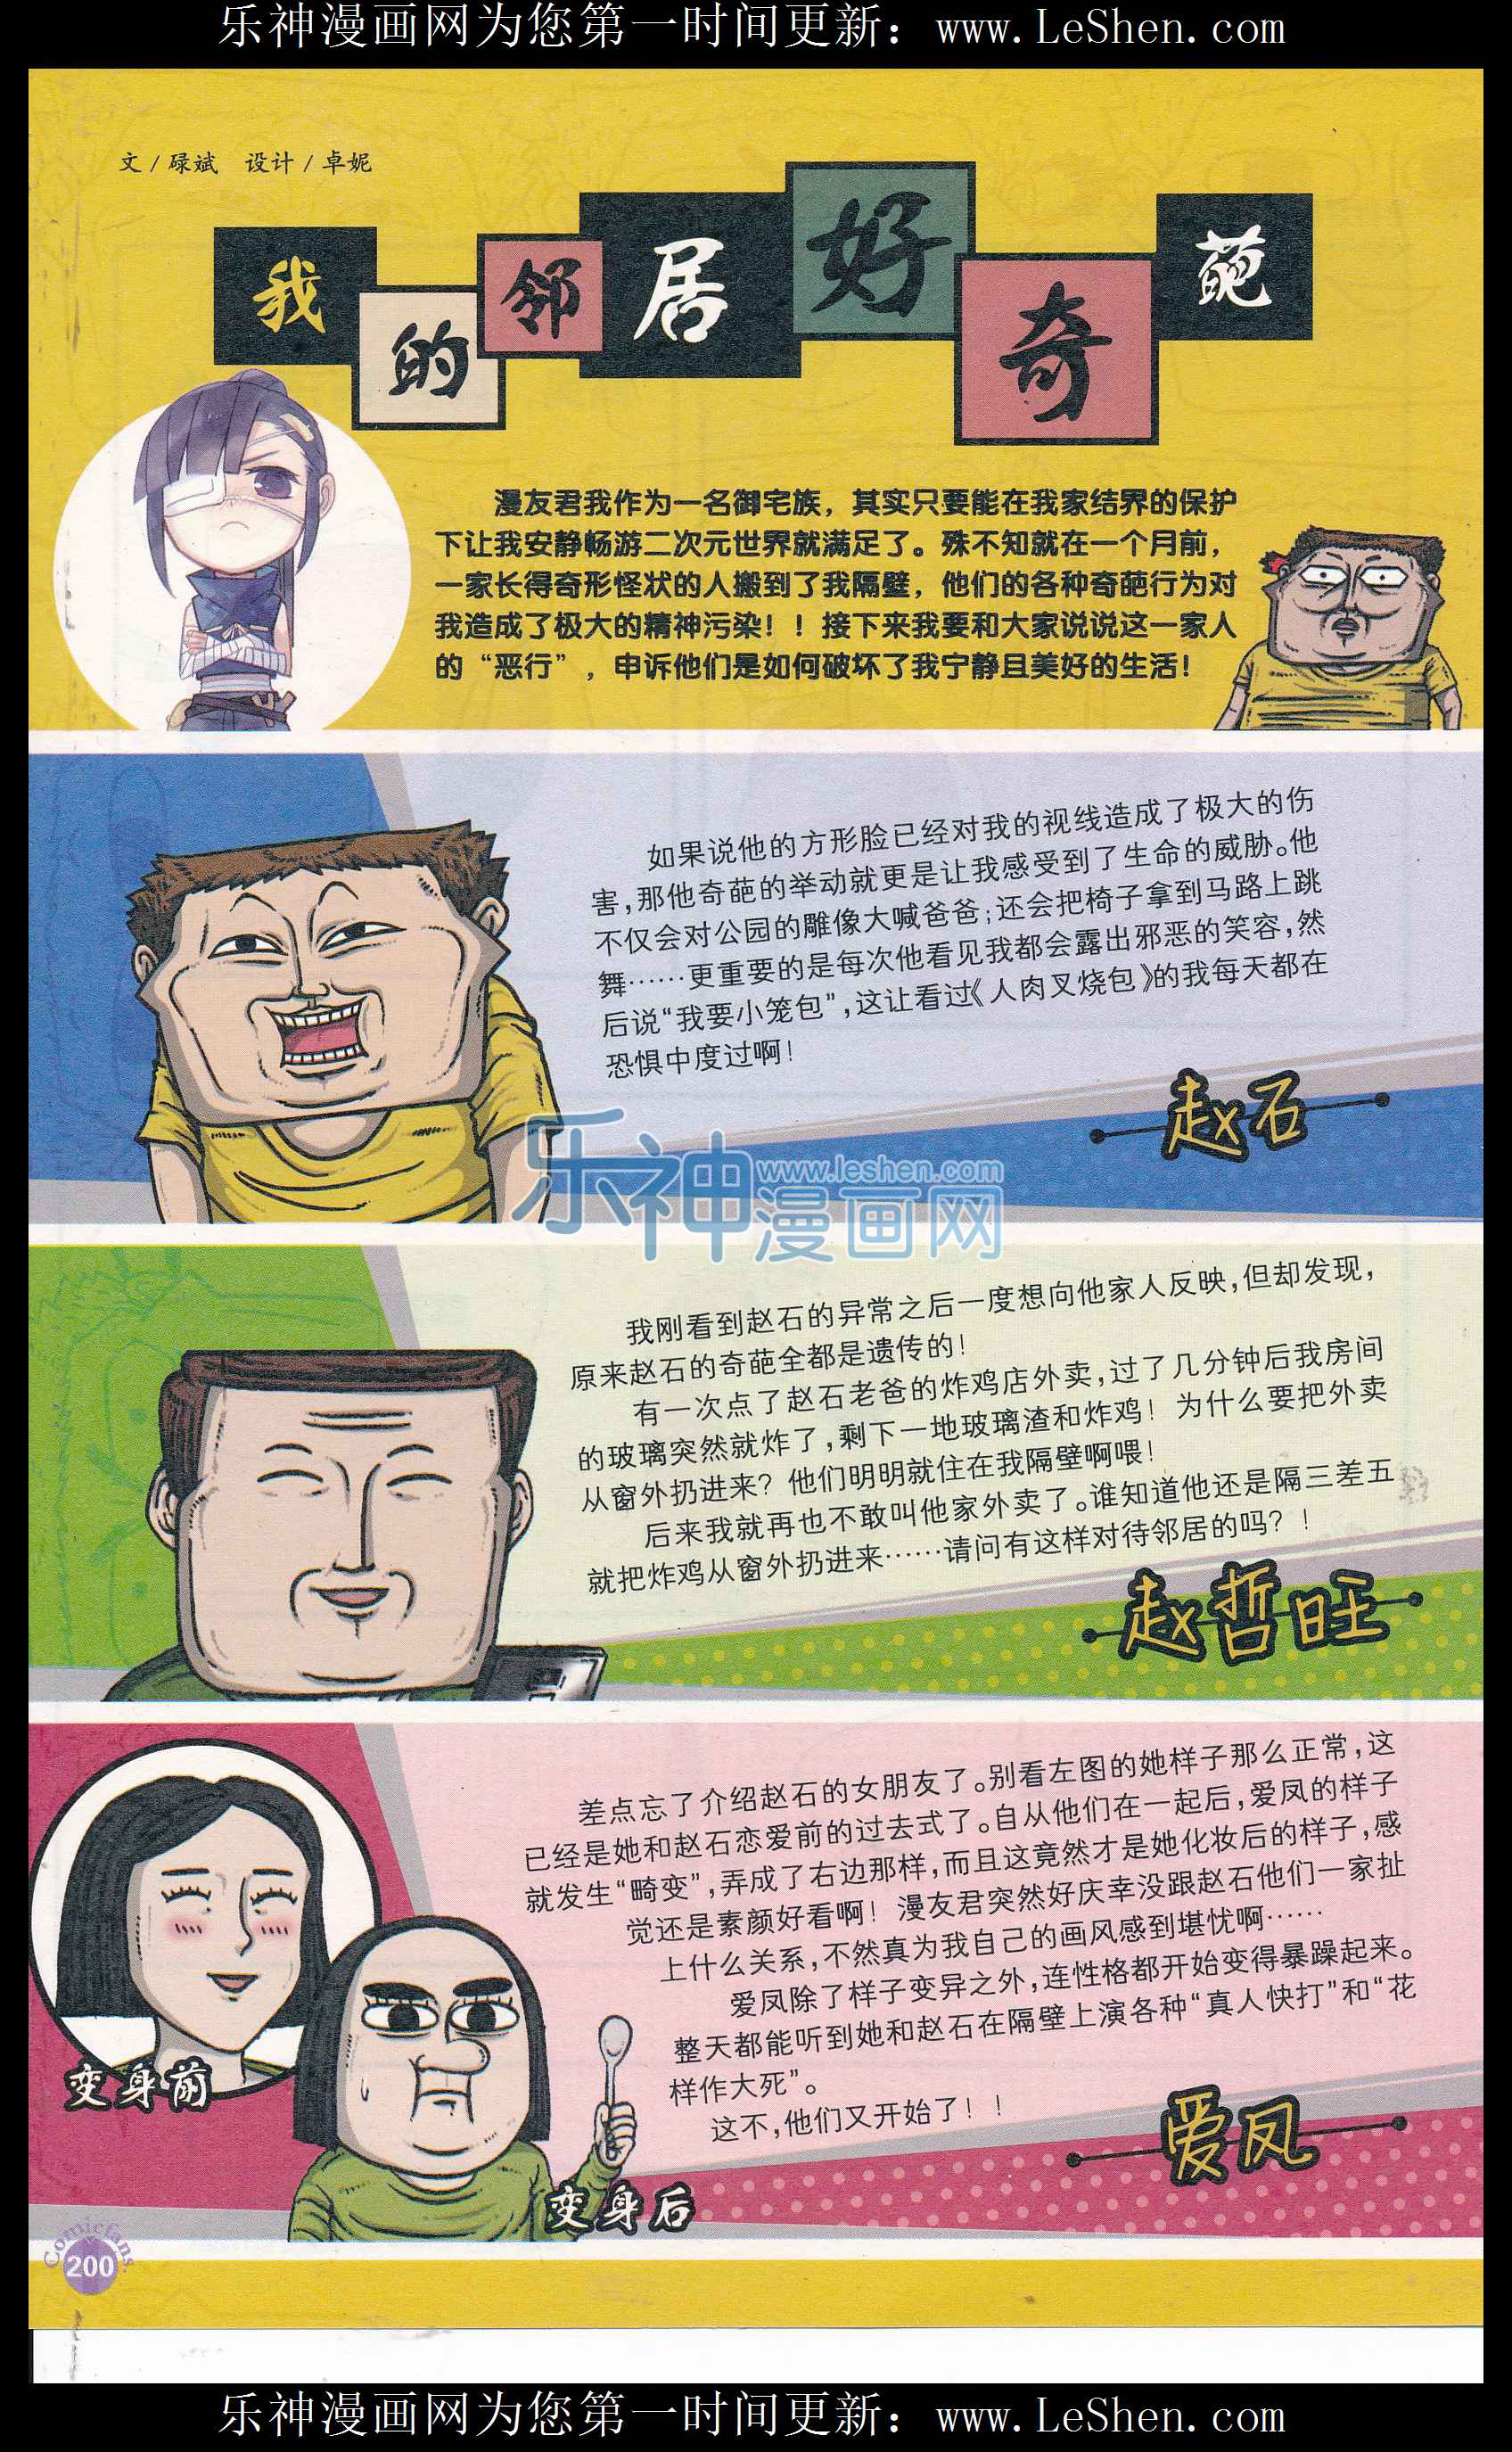 乐神漫画网为您第一时间更新：www.LeShen.com
文/碌斌 设计/卓妮
我的邻居好奇葩
漫友君我作为一名御宅族，其实只要能在我家结界的保护
下让我安静畅游二次元世界就满足了。殊不知就在一个月前，
一家长得奇形怪状的人搬到了我隔壁，他们的各种奇葩行为对
我造成了极大的精神污染！！接下来我要和大家说说这一家人
的“恶行”，申诉他们是如何破坏了我宁静且美好的生活！
如果说他的方形脸已经对我的视线造成了极大的伤
害，那他奇葩的举动就更是让我感受到了生命的威胁。他
不仅会对公园的雕像大喊爸爸；还会把椅子拿到马路上跳
舞……更重要的是每次他看见我都会露出邪恶的笑容，然
后说“我要小笼包”，这让看过《人肉叉烧包》的我每天都在
恐惧中度过啊！
赵石
乐神漫画网
www.leshen.com
我刚看到赵石的异常之后一度想向他家人反映，但却发现，
原来赵石的奇葩全都是遗传的！
有一次点了赵石老爸的炸鸡店外卖，过了几分钟后我房间
的玻璃突然就炸了，剩下一地玻璃渣和炸鸡！为什么要把外卖
从窗外扔进来？他们明明就住在我隔壁啊喂！
后来我就再也不敢叫他家外卖了。谁知道他还是隔三差五
就把炸鸡从窗外扔进来……请问有这样对待邻居的吗？！
赵哲旺
差点忘了介绍赵石的女朋友了。别看左图的她样子那么正常，这
已经是她和赵石恋爱前的过去式了。自从他们在一起后，爱凤的样子
就发生“畸变”，弄成了右边那样，而且这竟然才是她化妆后的样子，感
觉还是素颜好看啊！漫友君突然好庆幸没跟赵石他们一家扯
上什么关系，不然真为我自己的画风感到堪忧啊……
爱凤除了样子变异之外，连性格都开始变得暴躁起来。
整天都能听到她和赵石在隔壁上演各种“真人快打”和“花
样作大死”。
这不，他们又开始了！！
变身前
变身后
爱凤
Comicfans.
200
乐神漫画网为您第一时间更新：www.LeShen.com